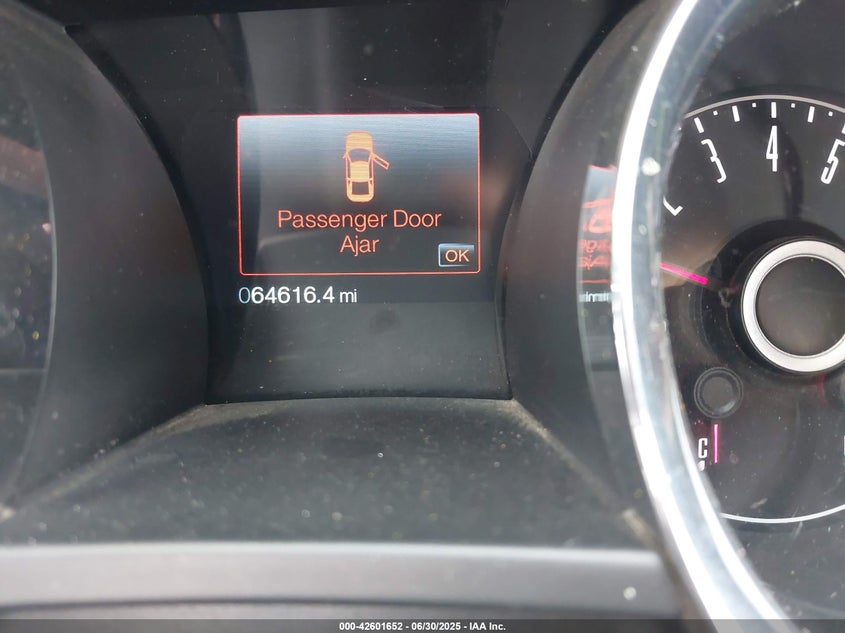 Passenger Door
Ajar
OK
064616.4 mi
3
4
5
C
000-42601652 - 06/30/2025 - IAA Inc.